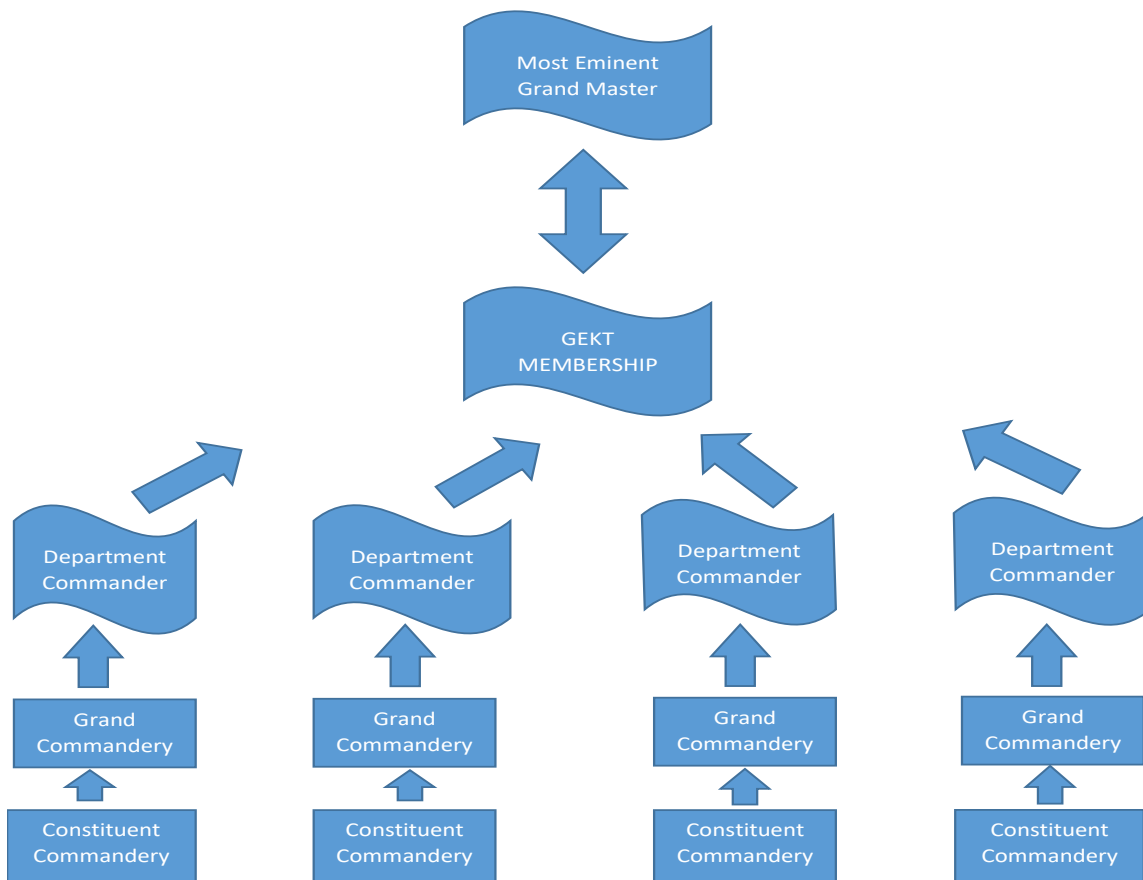 Most Eminent
Grand Master
GEKT
MEMBERSHIP
Department
Commander
Department
Commander
Department
Commander
Department
Commander
Grand
Commandery
Grand
Commandery
Grand
Commandery
Grand
Commandery
Constituent
Commandery
Constituent
Commandery
Constituent
Commandery
Constituent
Commandery